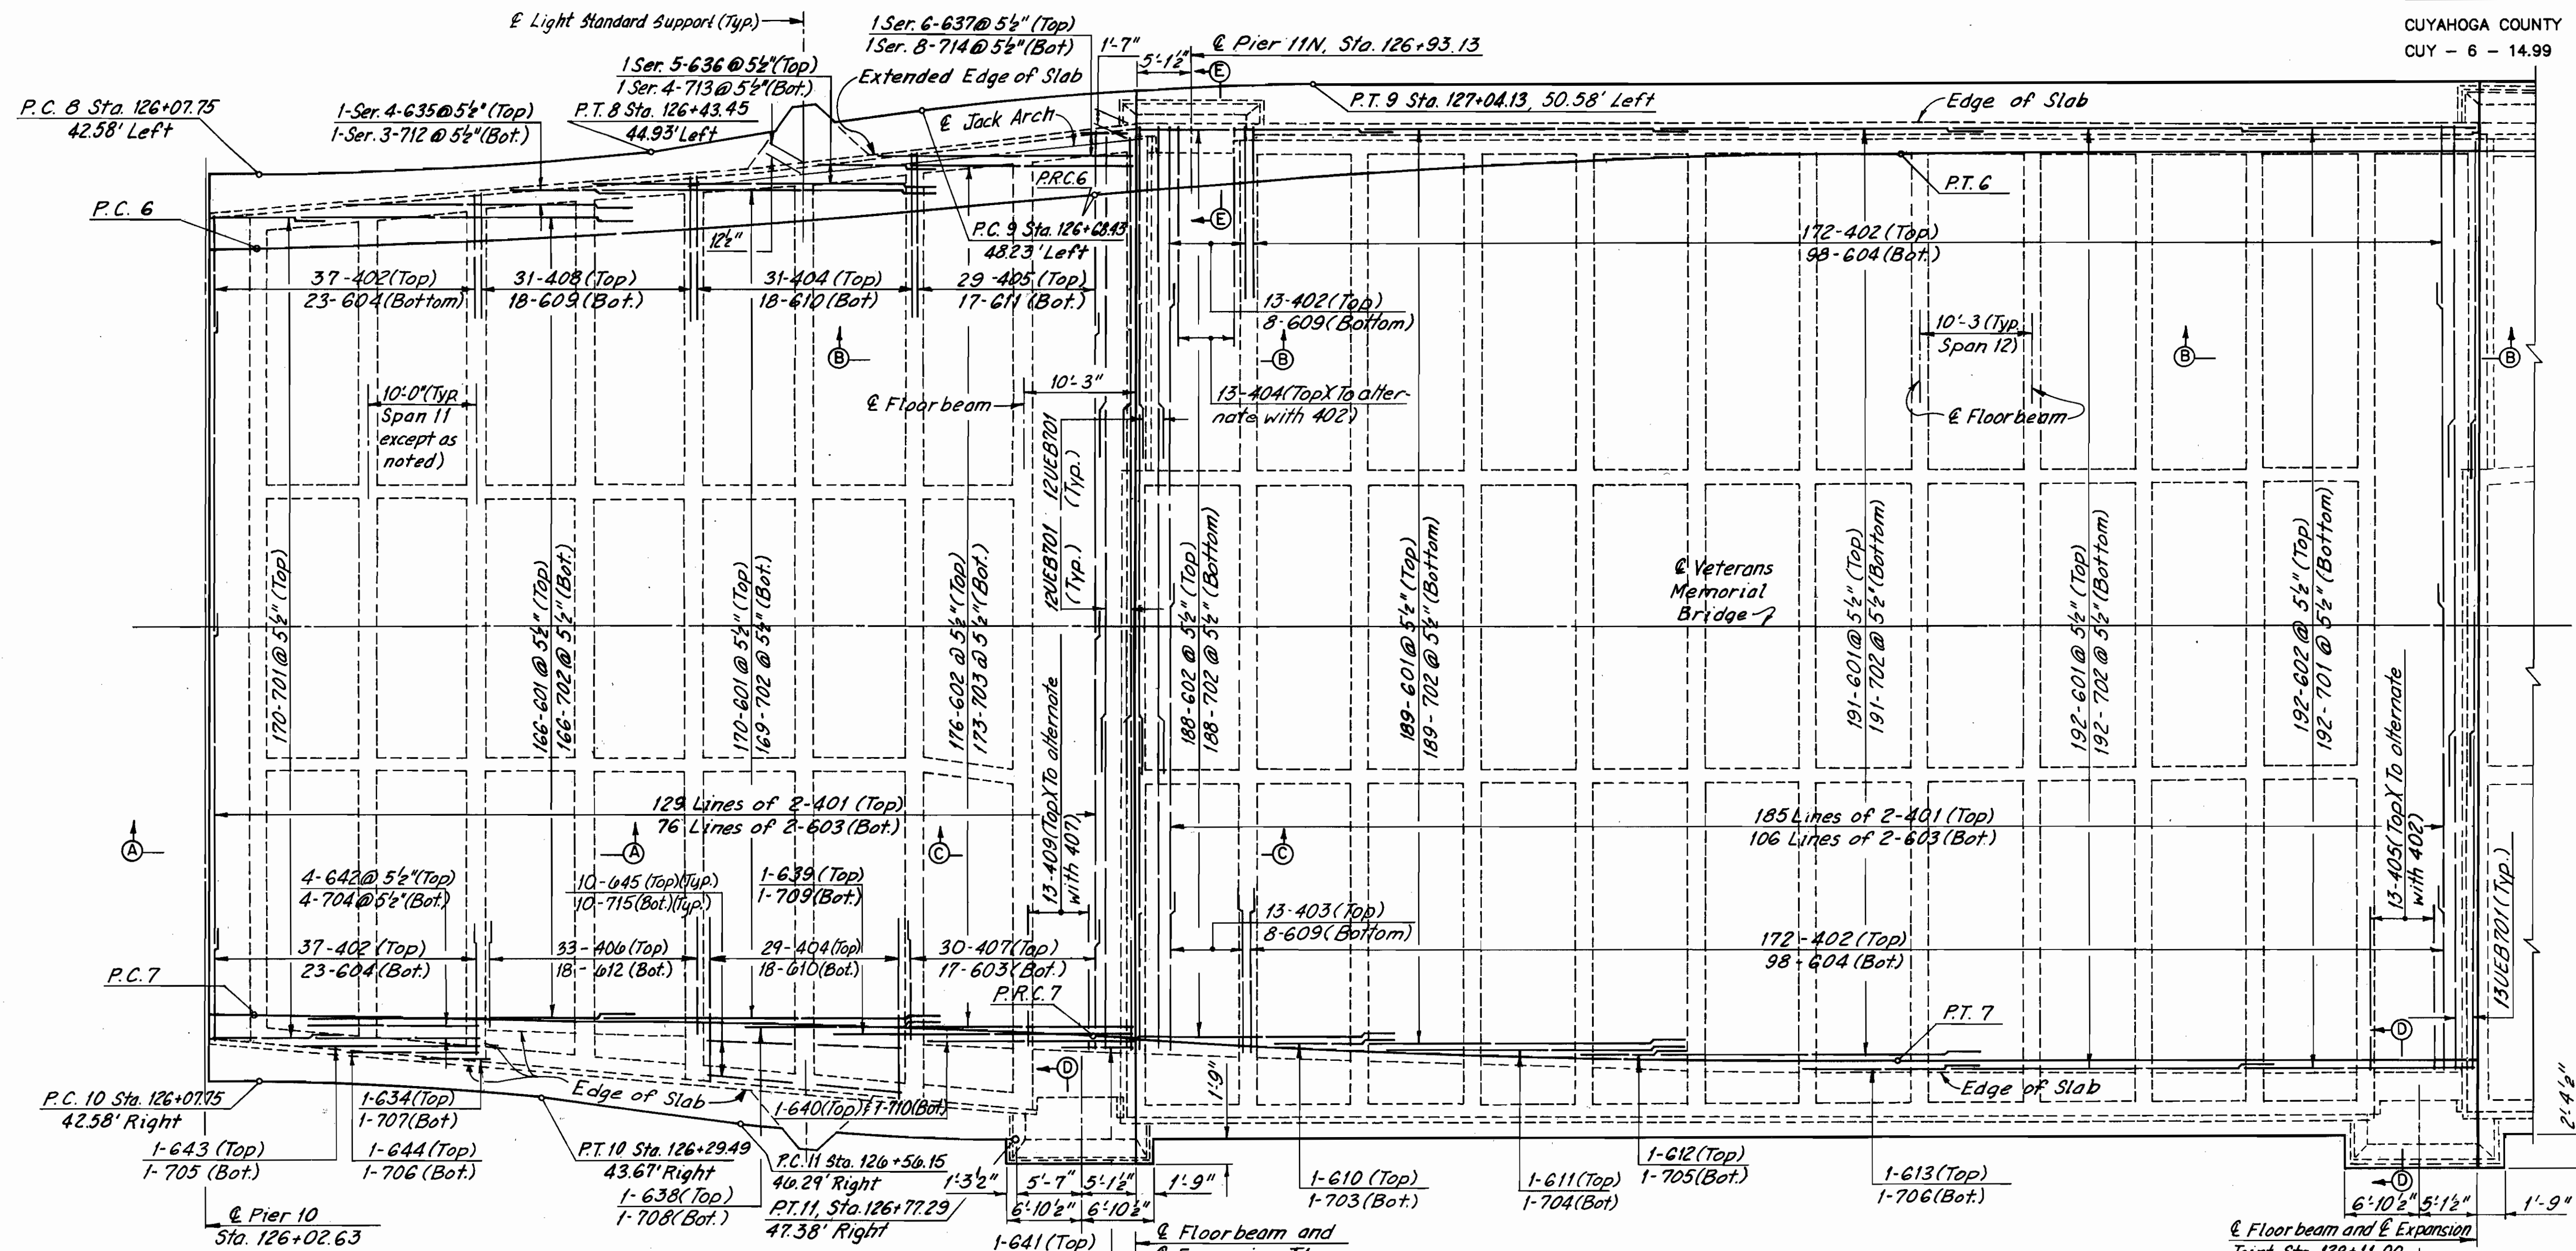 CUYAHOGA COUNTY
CUY - 6 - 14.99
℄ Light Standard Support (Typ.)
1 Ser. 6-637@ 5½" (Top)
1 Ser. 8-714@ 5½" (Bot)
1'-7"
5'-1½"
℄ Pier 11N, Sta. 126+93.13
E
1 Ser. 5-636@ 5½" (Top)
1 Ser. 4-713@ 5½" (Bot.)
Extended Edge of Slab
P.C. 8 Sta. 126+07.75
42.58' Left
1-Ser. 4-635@ 5½" (Top)
1-Ser. 3-712@ 5½" (Bot.)
P.T. 8 Sta. 126+43.45
44.93' Left
℄ Jack Arch
P.T. 9 Sta. 127+04.13, 50.58' Left
Edge of Slab
P.R.C. 6
P.T. 6
P.C. 6
E
12½"
P.C. 9 Sta. 126+68.43
48.23' Left
37-402 (Top)
23-604 (Bottom)
31-408 (Top)
18-609 (Bot.)
31-404 (Top)
18-610 (Bot)
29-405 (Top)
17-611 (Bot.)
13-402 (Top)
8-609 (Bottom)
172-402 (Top)
98-604 (Bot.)
B
B
B
B
10'-3 (Typ.
Span 12)
10'-0" (Typ.
Span 11
except as
noted)
10'-3"
℄ Floorbeam
13-404 (Top)(To alter-
nate with 402)
℄ Floorbeam
12UEB701
(Typ.)
12UEB701
(Typ.)
170-701@ 5½" (Top)
166-601@ 5½" (Top)
166-702@ 5½" (Bot.)
170-601@ 5½" (Top)
169-702@ 5½" (Bot.)
176-602@ 5½" (Top)
173-703@ 5½" (Bot.)
188-602@ 5½" (Top)
188-702@ 5½" (Bottom)
189-601@ 5½" (Top)
189-702@ 5½" (Bottom)
℄ Veterans
Memorial
Bridge
191-601@ 5½" (Top)
191-702@ 5½" (Bottom)
192-601@ 5½" (Top)
192-702@ 5½" (Bottom)
192-602@ 5½" (Top)
192-701@ 5½" (Bottom)
13-409 (Top)(To alternate
with 407)
13-405 (Top)(To alternate
with 402)
129 Lines of 2-401 (Top)
76 Lines of 2-603 (Bot.)
185 Lines of 2-401 (Top)
106 Lines of 2-603 (Bot.)
A
A
C
C
4-642@ 5½" (Top)
4-704@ 5½" (Bot.)
10-645 (Top)(Typ.)
10-715 (Bot.)(Typ.)
1-639 (Top)
1-709 (Bot.)
13UEB701 (Typ.)
37-402 (Top)
23-604 (Bot.)
33-406 (Top)
18-612 (Bot.)
29-404 (Top)
18-610 (Bot.)
30-407 (Top)
17-603 (Bot.)
13-403 (Top)
8-609 (Bottom)
172-402 (Top)
98-604 (Bot.)
P.C. 7
P.R.C. 7
P.T. 7
D
D
P.C. 10 Sta. 126+07.75
42.58' Right
1-634 (Top)
1-707 (Bot)
Edge of Slab
1-640 (Top) & 1-710 (Bot)
1'-9"
Edge of Slab
2'-4½"
1-643 (Top)
1-705 (Bot.)
1-644 (Top)
1-706 (Bot.)
P.T. 10 Sta. 126+29.49
43.67' Right
P.C. 11 Sta. 126+56.15
46.29' Right
1-638 (Top)
1-708 (Bot.)
P.T. 11, Sta. 126+77.29
47.38' Right
1'-3½"
5'-7"
5'-1½"
1'-9"
6'-10½"
6'-10½"
1-610 (Top)
1-703 (Bot.)
1-611 (Top)
1-704 (Bot)
1-612 (Top)
1-705 (Bot.)
1-613 (Top)
1-706 (Bot.)
D
6'-10½"
5'-1½"
1'-9"
℄ Pier 10
Sta. 126+02.63
1-641 (Top)
℄ Floorbeam and
℄ Floorbeam and ℄ Expansion